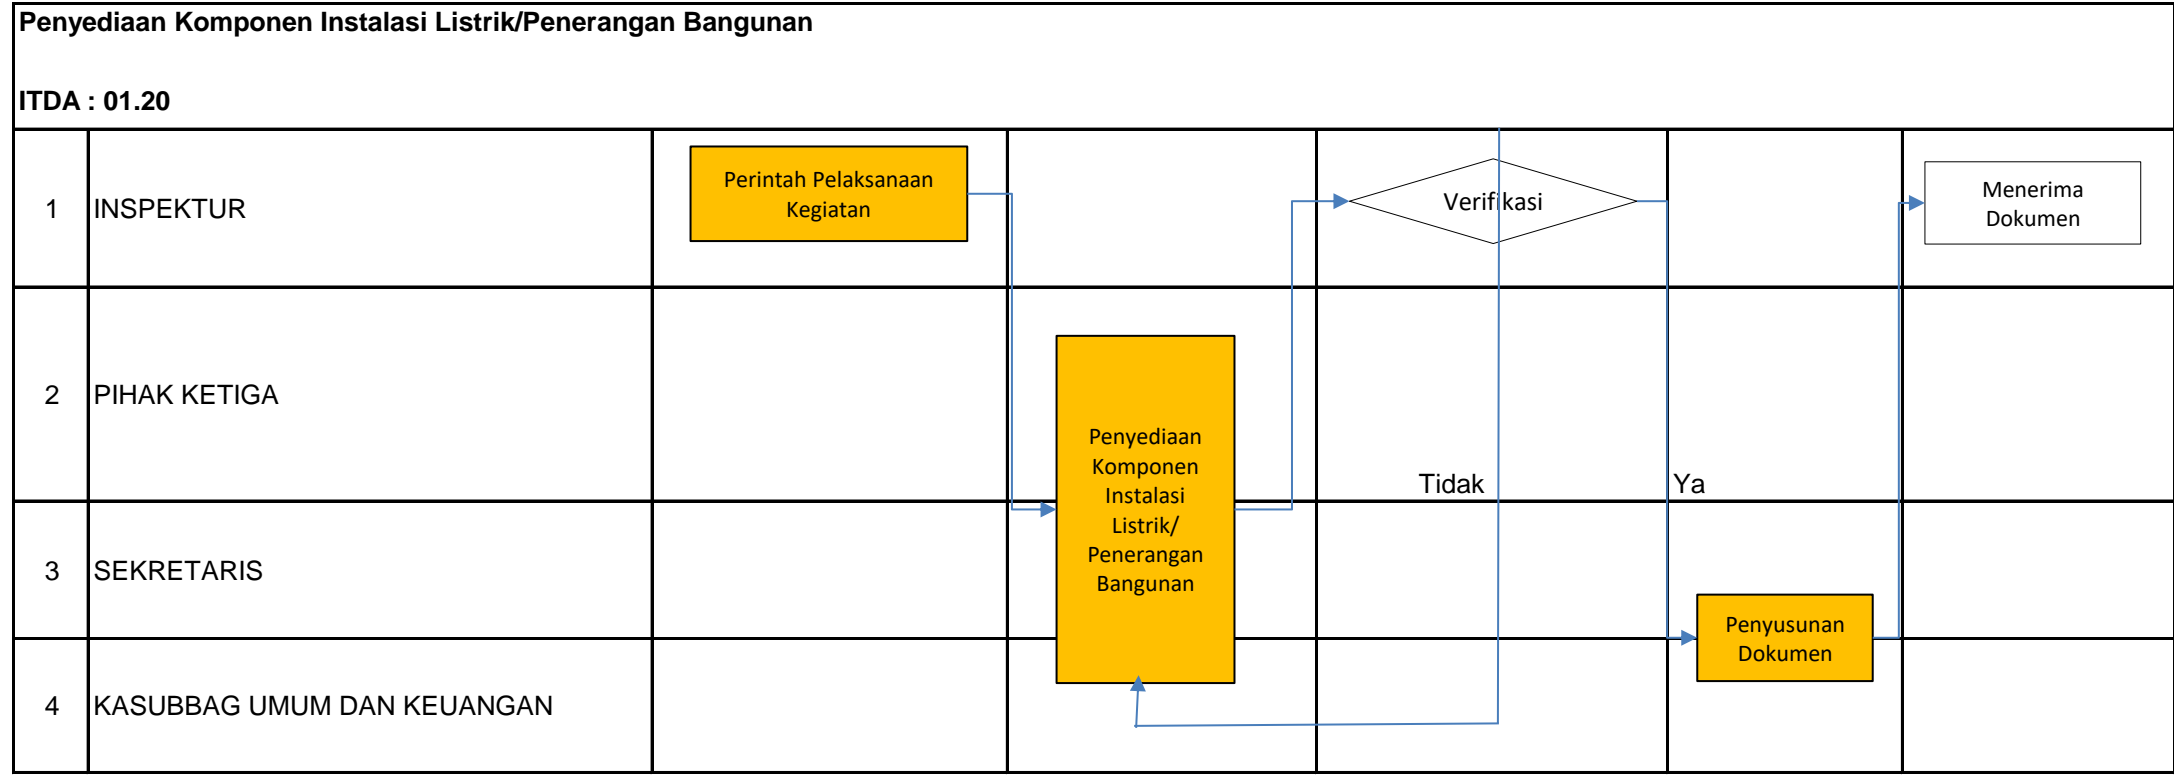 Penyediaan Komponen Instalasi Listrik/Penerangan Bangunan
ITDA : 01.20
1
INSPEKTUR
Perintah Pelaksanaan
Kegiatan
Verifikasi
Menerima
Dokumen
2
PIHAK KETIGA
Penyediaan
Komponen
Instalasi
Listrik/
Penerangan
Bangunan
Tidak
Ya
3
SEKRETARIS
Penyusunan
Dokumen
4
KASUBBAG UMUM DAN KEUANGAN